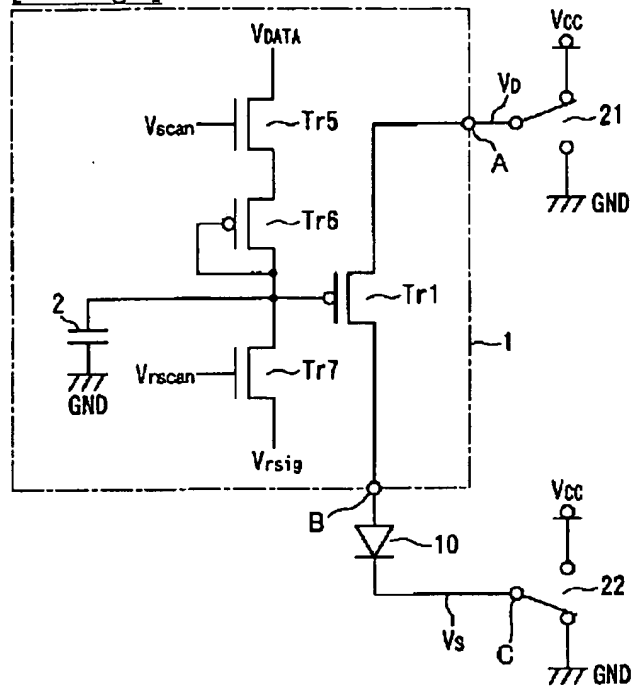 VDATA
Vscan
Tr5
Tr6
2
GND
Tr1
Vrscan
Tr7
Vrsig
1
VCC
VD
A
21
GND
B
10
VS
C
VCC
22
GND